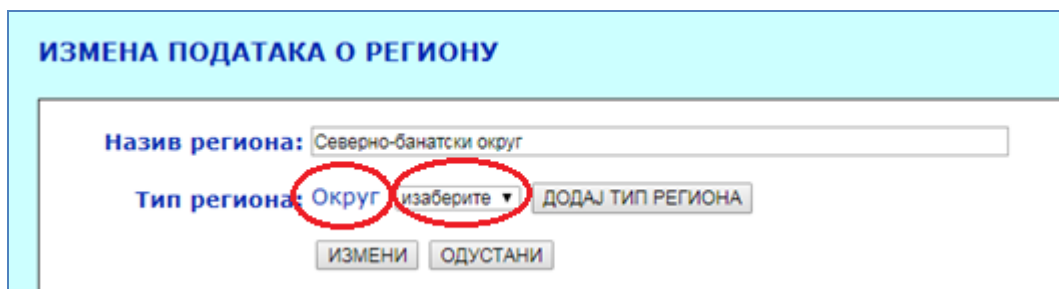 ИЗМЕНА ПОДАТАКА О РЕГИОНУ
Назив региона: Северно-банатски округ
Тип региона: Округ изаберите ▼ ДОДАЈ ТИП РЕГИОНА
ИЗМЕНИ ОДУСТАНИ